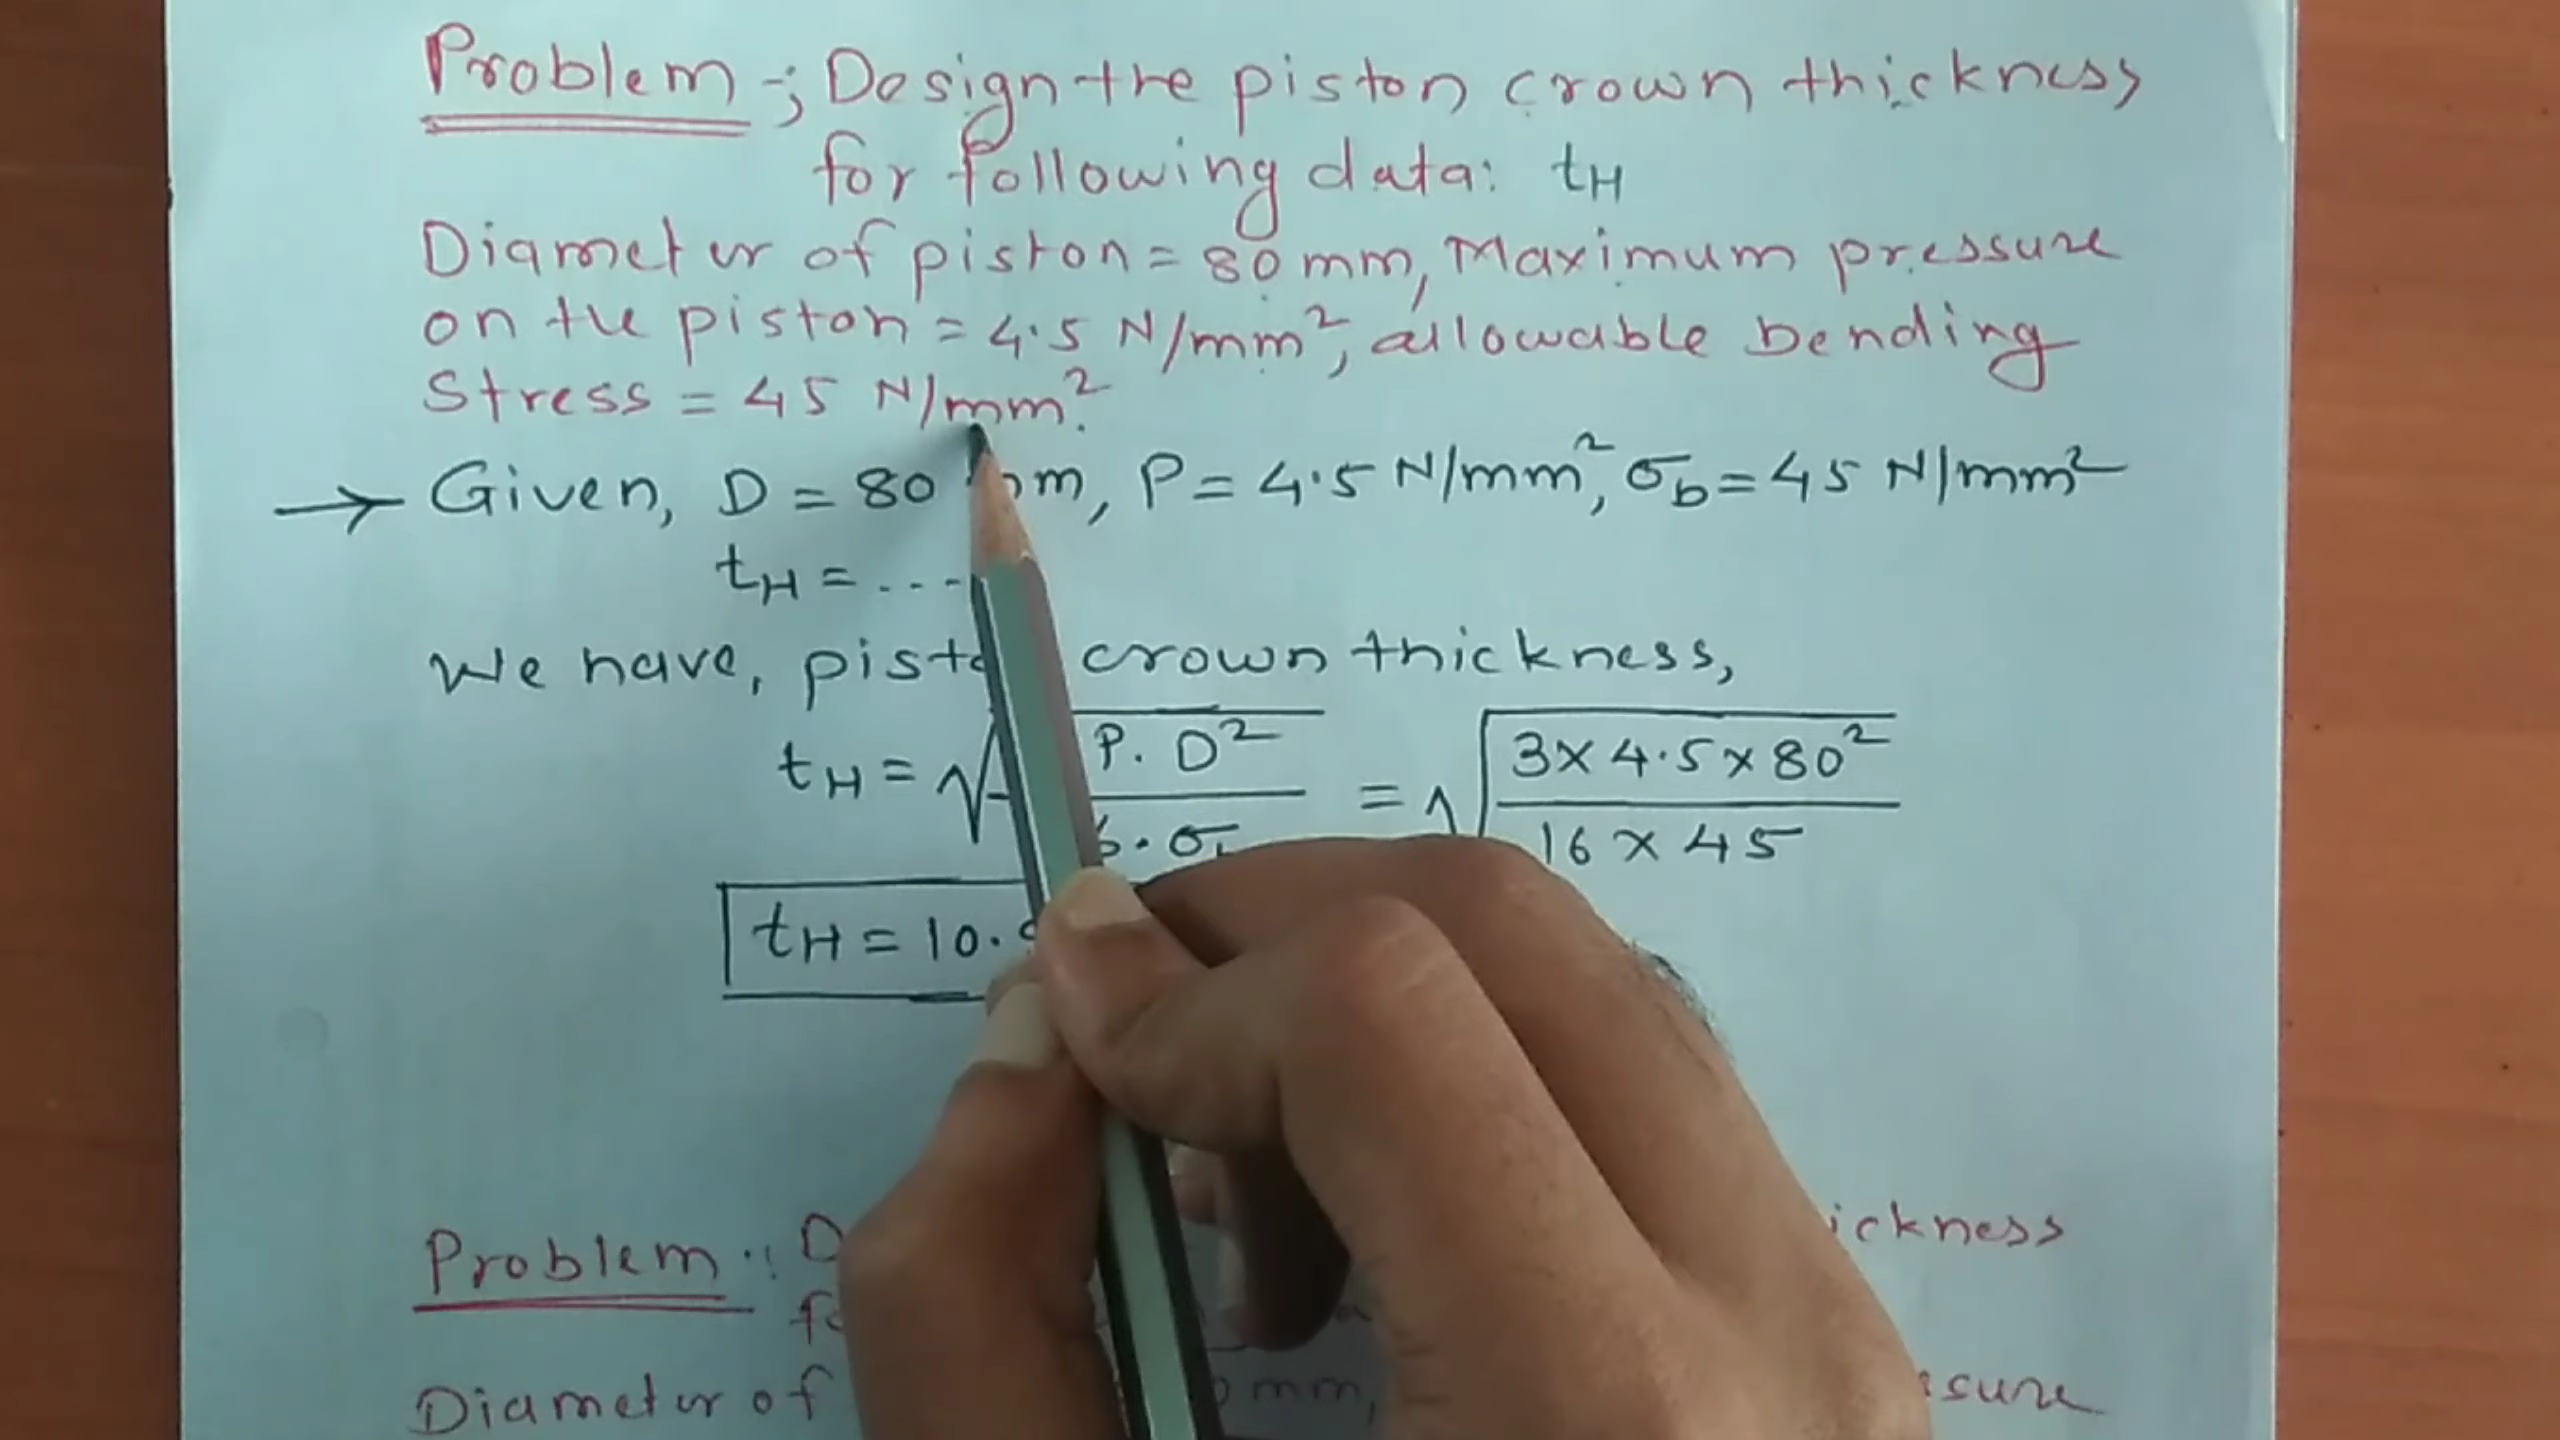 Problem -; Design the piston crown thickness
for following data: tH
Diameter of piston = 80 mm, Maximum pressure
on the piston = 4.5 N/mm², allowable bending
Stress = 45 N/mm².
→ Given, D = 80 mm, P = 4.5 N/mm², σb = 45 N/mm²
tH = ...
We have, crown thickness,
tH = √ P. D² / σ = √ 3 x 4.5 x 80² / 16 x 45
tH = 10.
Problem :
ickness
Diameter of mm,